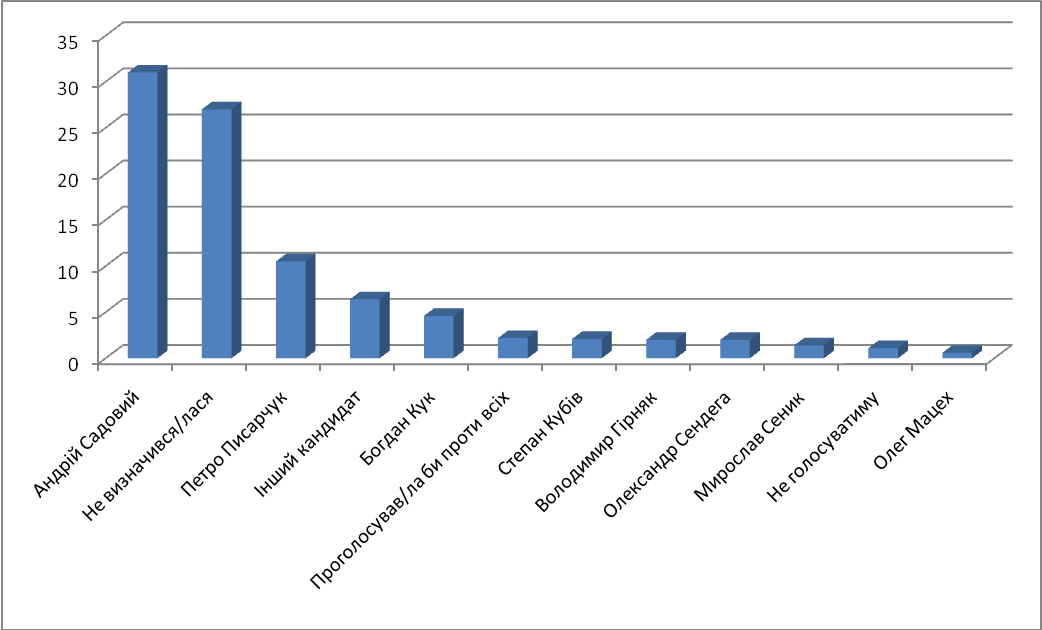 35
30
25
20
15
10
5
0
Андрій Садовий
Не визначився/лася
Петро Писарчук
Інший кандидат
Богдан Кук
Проголосував/ла би проти всіх
Степан Кубів
Володимир Гірняк
Олександр Сендега
Мирослав Сеник
Не голосуватиму
Олег Мацех